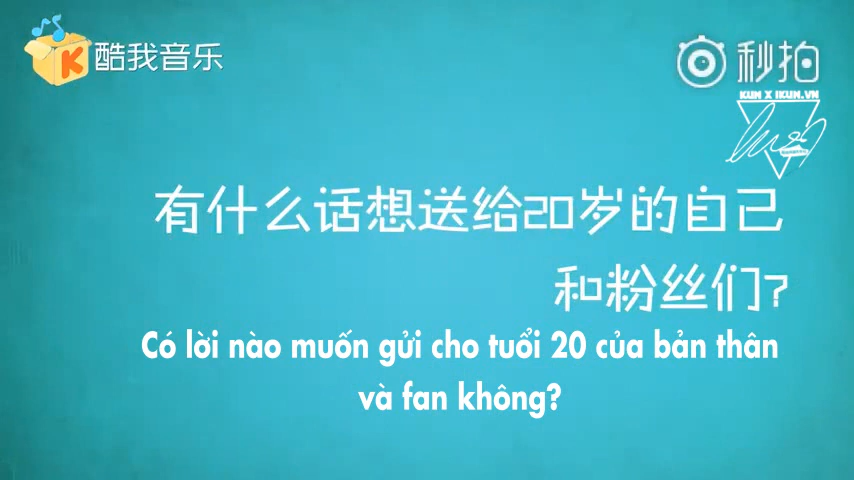 K 酷我音乐
秒拍
KUN X IKUN.VN
有什么话想送给20岁的自己
和粉丝们?
Có lời nào muốn gửi cho tuổi 20 của bản thân
và fan không?